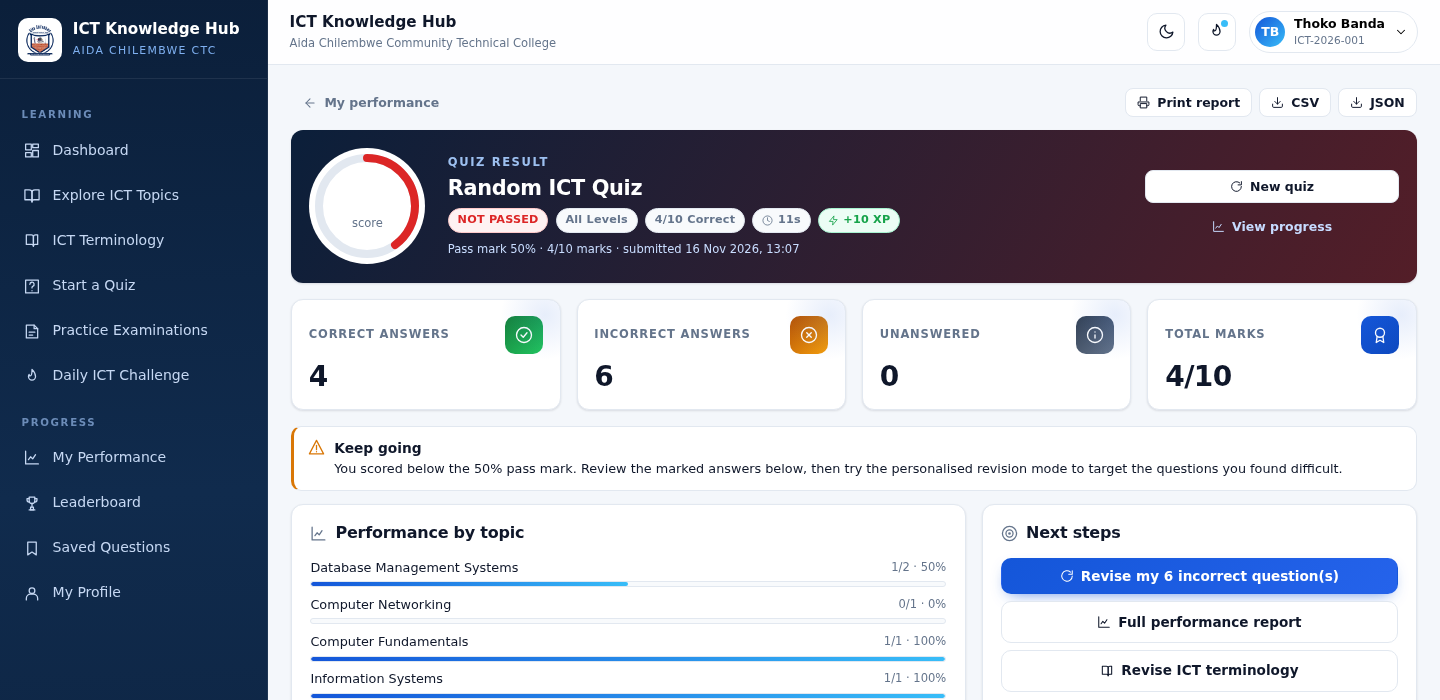 ICT Knowledge Hub
AIDA CHILEMBWE CTC
LEARNING
Dashboard
Explore ICT Topics
ICT Terminology
Start a Quiz
Practice Examinations
Daily ICT Challenge
PROGRESS
My Performance
Leaderboard
Saved Questions
My Profile
ICT Knowledge Hub
Aida Chilembwe Community Technical College
TB
Thoko Banda
ICT-2026-001
My performance
Print report
CSV
JSON
score
QUIZ RESULT
Random ICT Quiz
NOT PASSED
All Levels
4/10 Correct
11s
+10 XP
Pass mark 50% · 4/10 marks · submitted 16 Nov 2026, 13:07
New quiz
View progress
CORRECT ANSWERS
4
INCORRECT ANSWERS
6
UNANSWERED
0
TOTAL MARKS
4/10
Keep going
You scored below the 50% pass mark. Review the marked answers below, then try the personalised revision mode to target the questions you found difficult.
Performance by topic
Database Management Systems 1/2 · 50%
Computer Networking 0/1 · 0%
Computer Fundamentals 1/1 · 100%
Information Systems 1/1 · 100%
Next steps
Revise my 6 incorrect question(s)
Full performance report
Revise ICT terminology